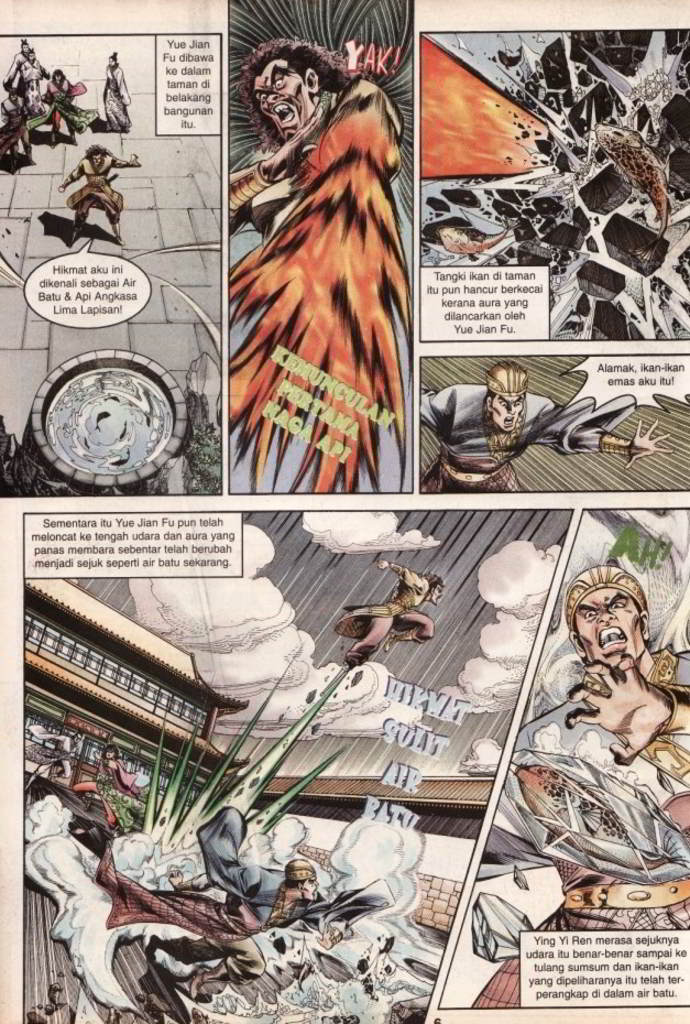 Yue Jian
Fu dibawa
ke dalam
taman di
belakang
bangunan
itu.
Hikmat aku ini
dikenali sebagai Air
Batu & Api Angkasa
Lima Lapisan!
YAK!
KEMUNCULAN
PERTAMA
NAGA API
Tangki ikan di taman
itu pun hancur berkecai
kerana aura yang
dilancarkan oleh
Yue Jian Fu.
Alamak, ikan-ikan
emas aku itu!
Sementara itu Yue Jian Fu pun telah
meloncat ke tengah udara dan aura yang
panas membara sebentar telah berubah
menjadi sejuk seperti air batu sekarang.
HIKMAT
GUAT
AIR
BATU
AH!
Ying Yi Ren merasa sejuknya
udara itu benar-benar sampai ke
tulang sumsum dan ikan-ikan
yang dipeliharanya itu telah ter-
perangkap di dalam air batu.
6